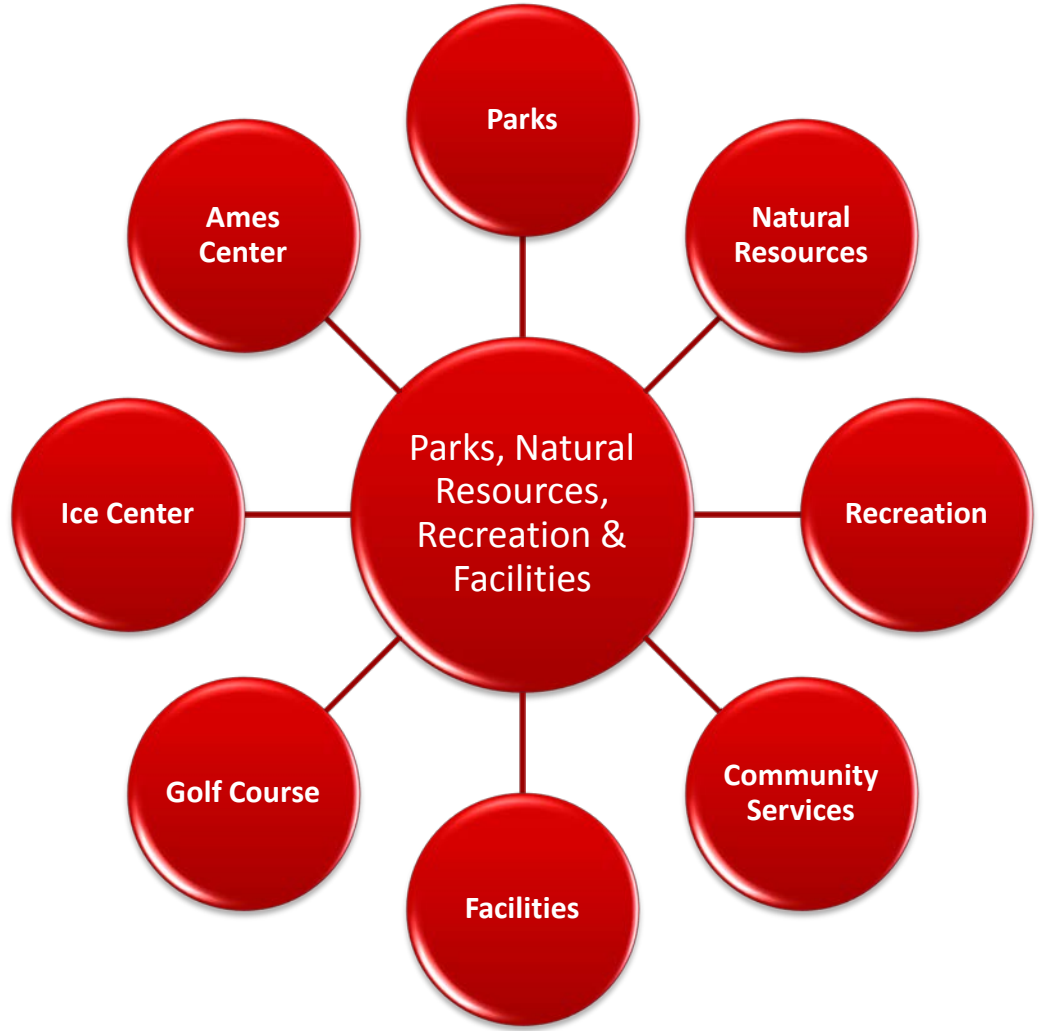 Parks
Natural
Resources
Recreation
Community
Services
Facilities
Golf Course
Ice Center
Ames
Center
Parks, Natural
Resources,
Recreation &
Facilities